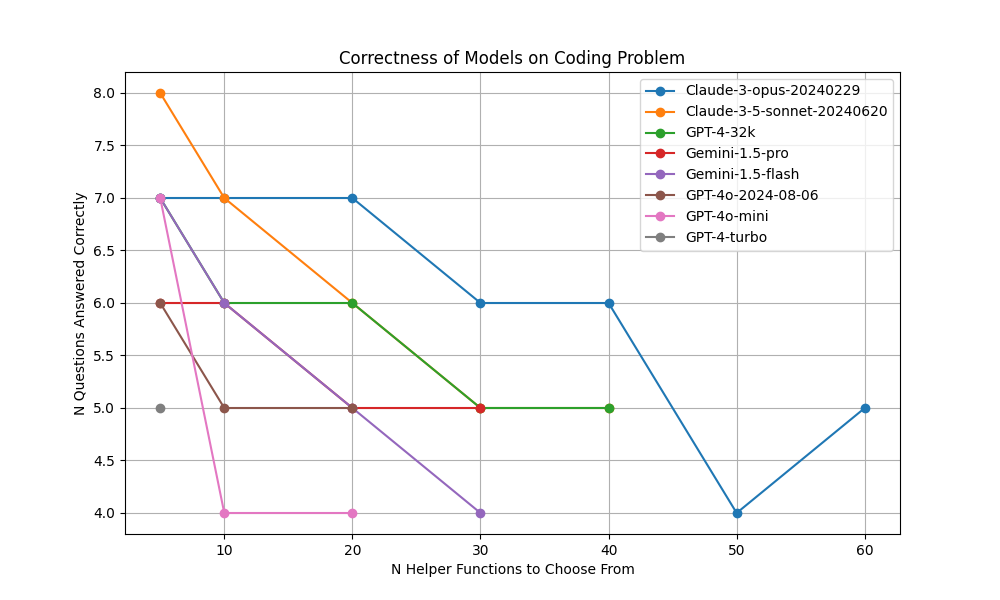 Correctness of Models on Coding Problem
Claude-3-opus-20240229
Claude-3-5-sonnet-20240620
GPT-4-32k
Gemini-1.5-pro
Gemini-1.5-flash
GPT-4o-2024-08-06
GPT-4o-mini
GPT-4-turbo
N Questions Answered Correctly
8.0
7.5
7.0
6.5
6.0
5.5
5.0
4.5
4.0
10 20 30 40 50 60
N Helper Functions to Choose From